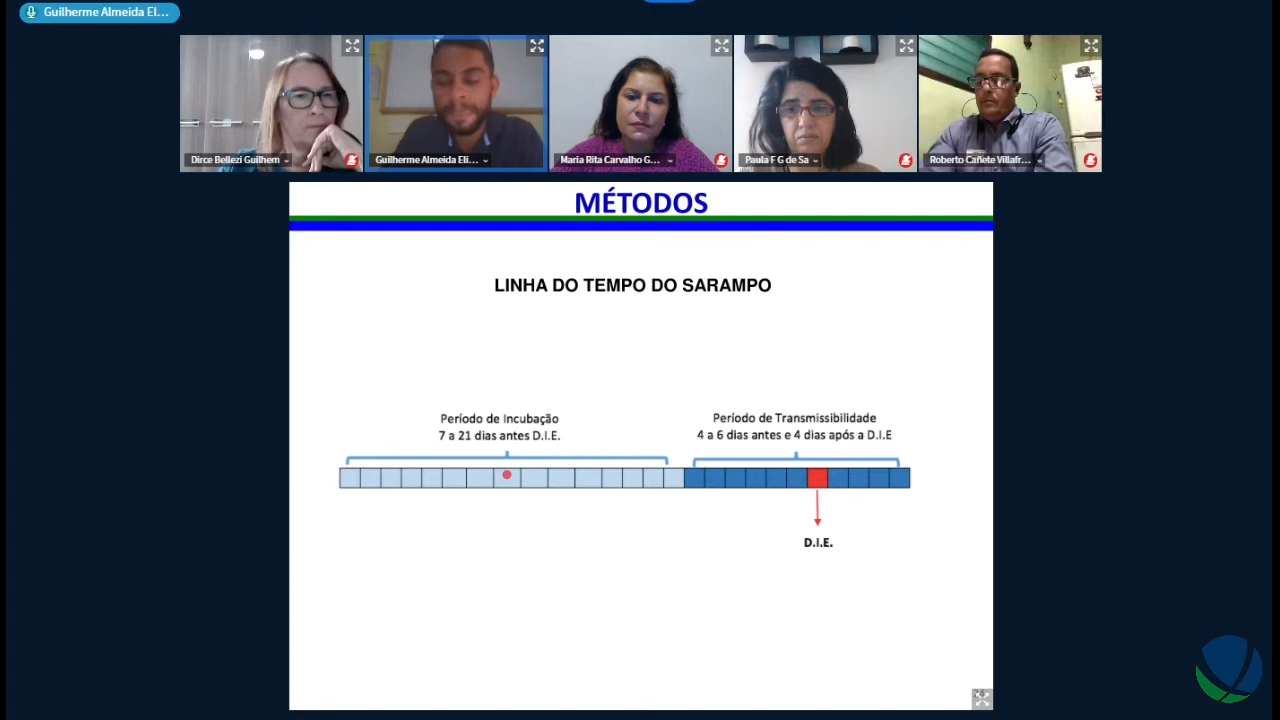 Guilherme Almeida El...
Dirce Bellezi Guilhem
Guilherme Almeida Eli...
Maria Rita Carvalho G...
Paula F G de Sa
Roberto Cañete Villafr...
MÉTODOS
LINHA DO TEMPO DO SARAMPO
Período de Incubação
7 a 21 dias antes D.I.E.
Período de Transmissibilidade
4 a 6 dias antes e 4 dias após a D.I.E
D.I.E.